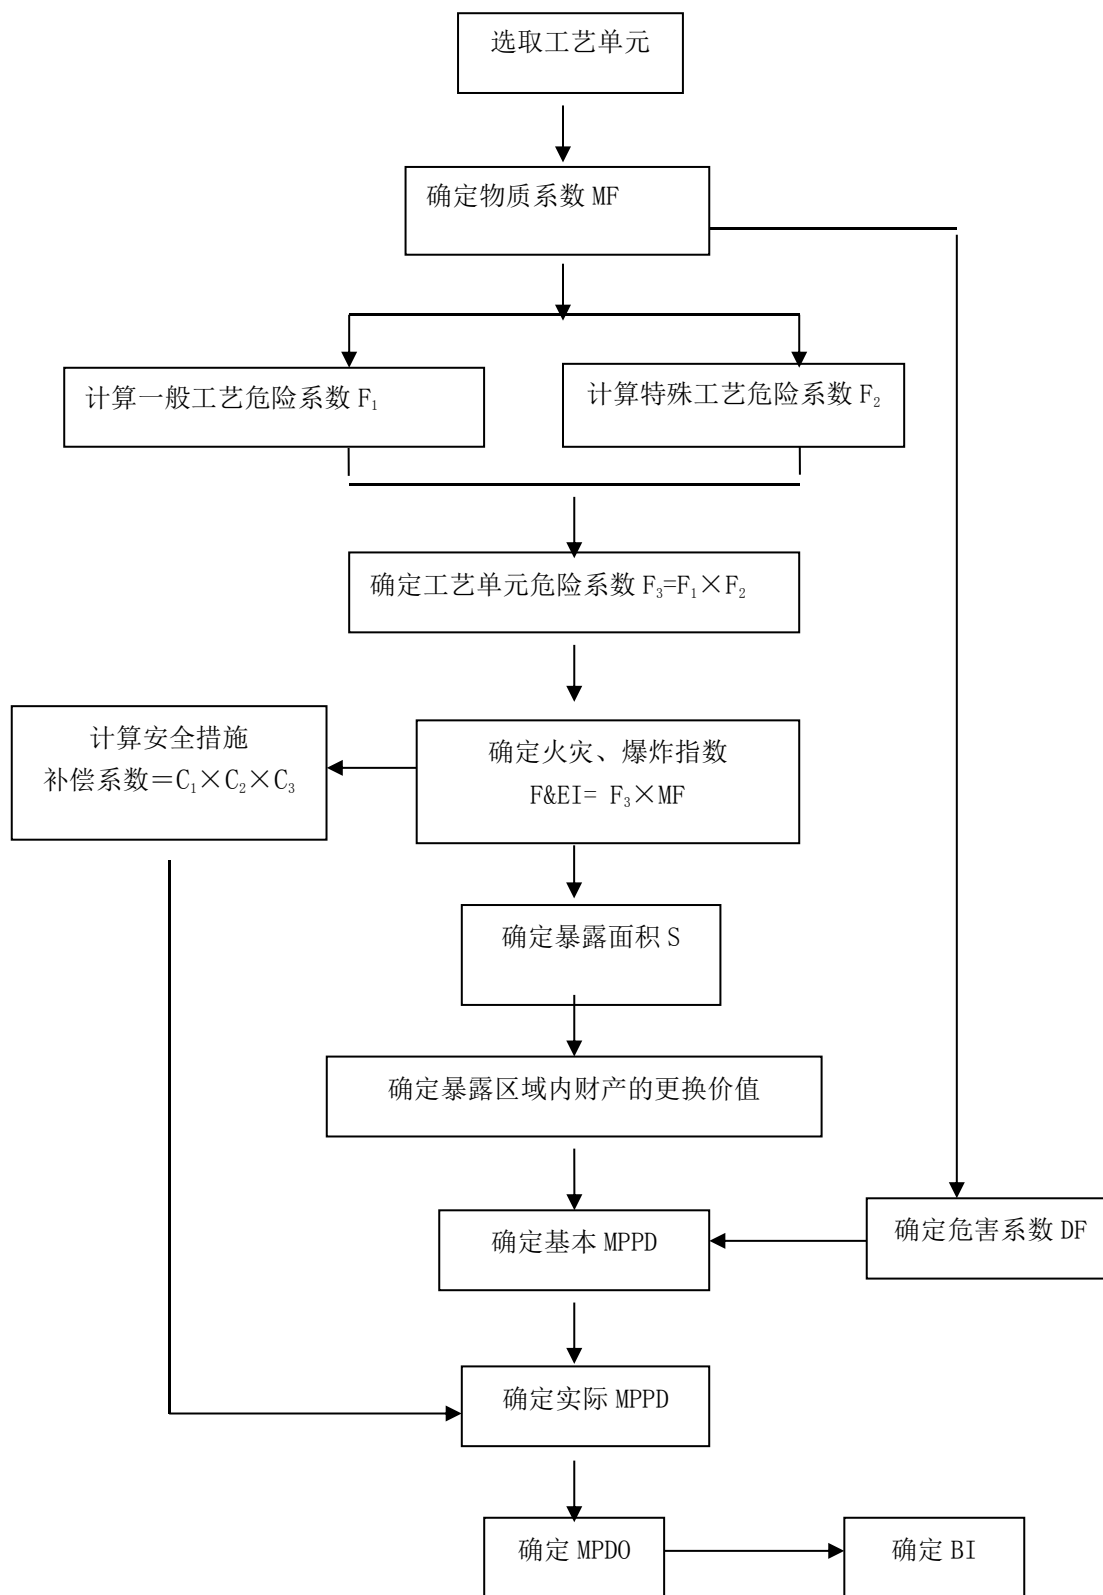 选取工艺单元
确定物质系数 MF
计算一般工艺危险系数 F₁
计算特殊工艺危险系数 F₂
确定工艺单元危险系数 F₃=F₁×F₂
计算安全措施
补偿系数＝C₁×C₂×C₃
确定火灾、爆炸指数
F&EI= F₃×MF
确定暴露面积 S
确定暴露区域内财产的更换价值
确定基本 MPPD
确定危害系数 DF
确定实际 MPPD
确定 MPDO
确定 BI